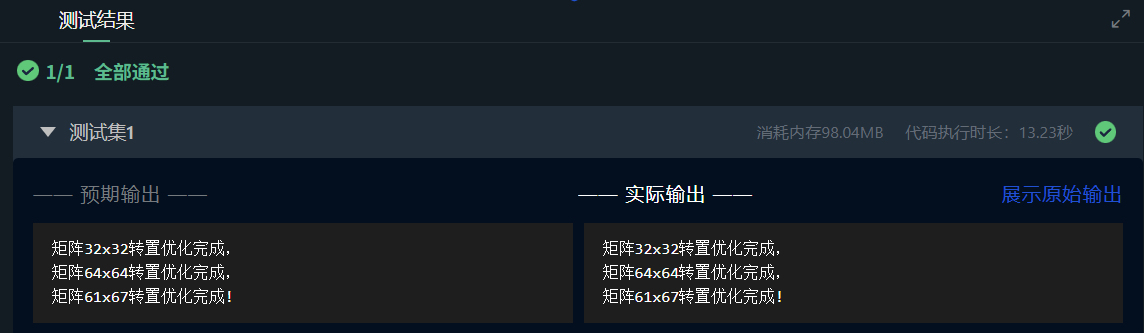 测试结果
1/1 全部通过
测试集1 消耗内存98.04MB 代码执行时长：13.23秒
—— 预期输出 —— —— 实际输出 —— 展示原始输出
矩阵32x32转置优化完成, 矩阵32x32转置优化完成,
矩阵64x64转置优化完成, 矩阵64x64转置优化完成,
矩阵61x67转置优化完成! 矩阵61x67转置优化完成!